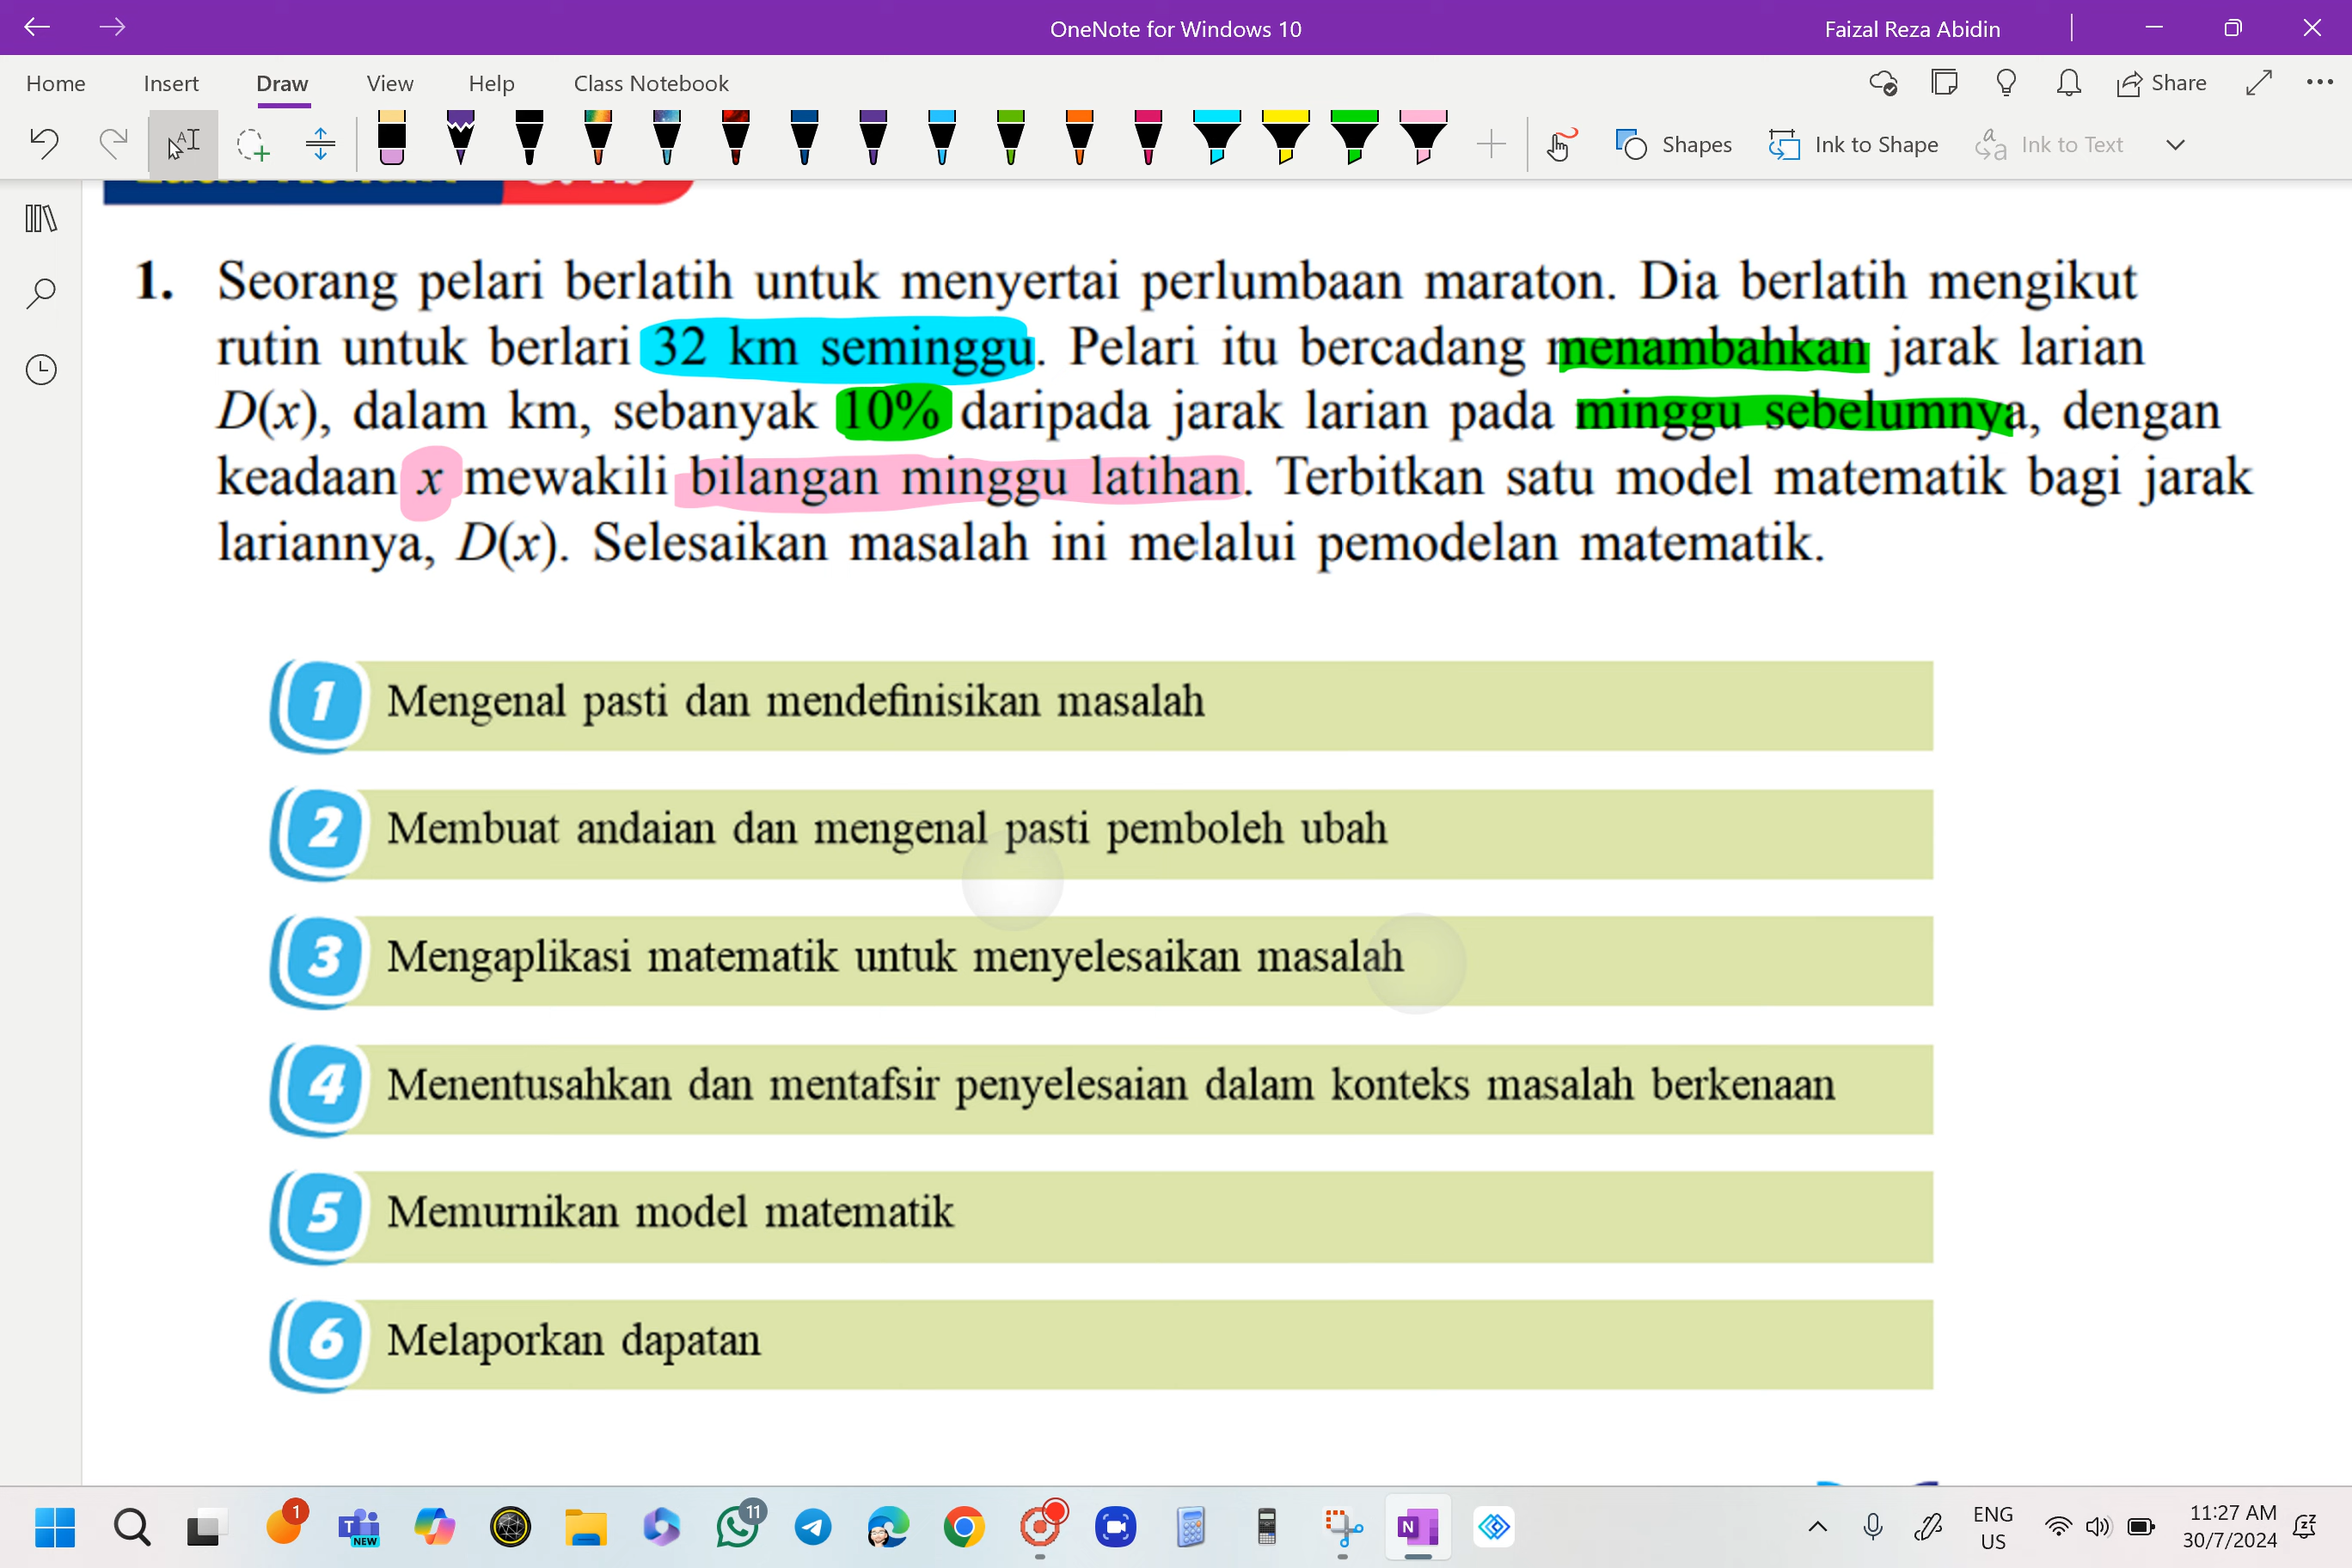 OneNote for Windows 10
Faizal Reza Abidin
Home Insert Draw View Help Class Notebook Share
Shapes Ink to Shape Ink to Text
1. Seorang pelari berlatih untuk menyertai perlumbaan maraton. Dia berlatih mengikut
rutin untuk berlari 32 km seminggu. Pelari itu bercadang menambahkan jarak larian
D(x), dalam km, sebanyak 10% daripada jarak larian pada minggu sebelumnya, dengan
keadaan x mewakili bilangan minggu latihan. Terbitkan satu model matematik bagi jarak
lariannya, D(x). Selesaikan masalah ini melalui pemodelan matematik.
1 Mengenal pasti dan mendefinisikan masalah
2 Membuat andaian dan mengenal pasti pemboleh ubah
3 Mengaplikasi matematik untuk menyelesaikan masalah
4 Menentusahkan dan mentafsir penyelesaian dalam konteks masalah berkenaan
5 Memurnikan model matematik
6 Melaporkan dapatan
1 NEW 11 ENG 11:27 AM
US 30/7/2024